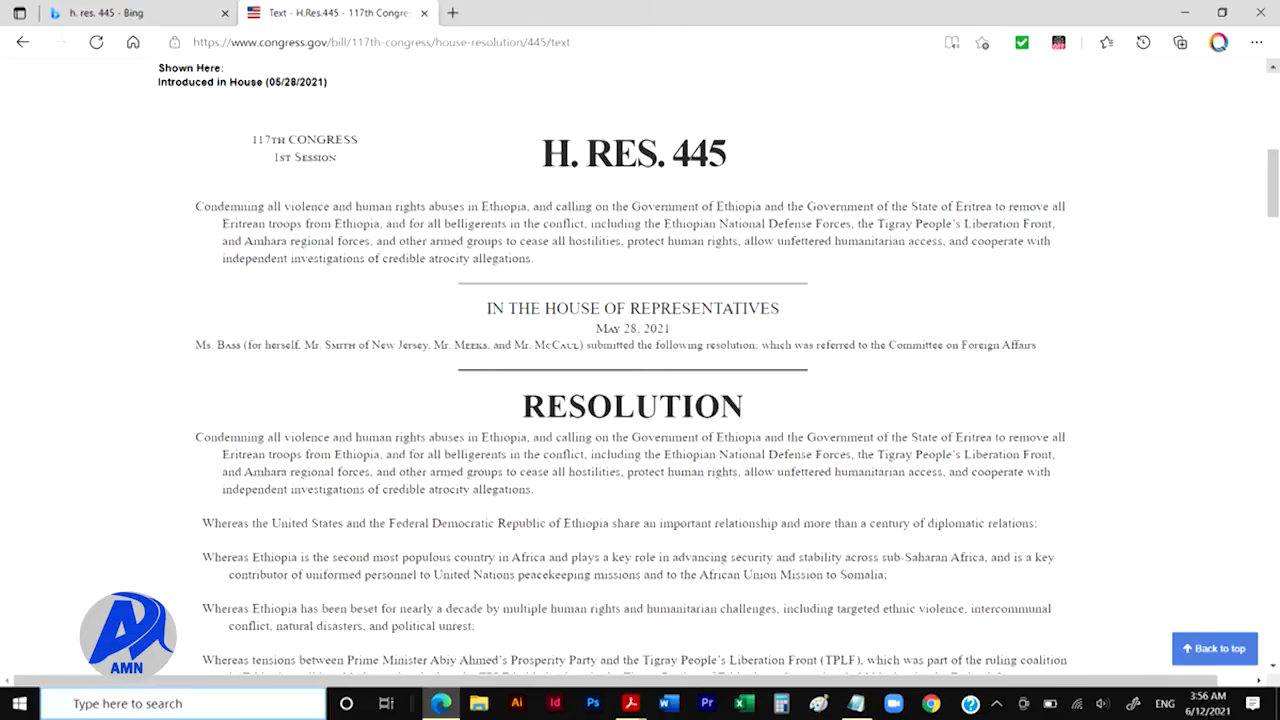 h. res. 445 - Bing
Text - H.Res.445 - 117th Congre
https://www.congress.gov/bill/117th-congress/house-resolution/445/text
Shown Here:
Introduced in House (05/28/2021)
117TH CONGRESS
1ST SESSION
H. RES. 445
Condemning all violence and human rights abuses in Ethiopia, and calling on the Government of Ethiopia and the Government of the State of Eritrea to remove all
Eritrean troops from Ethiopia, and for all belligerents in the conflict, including the Ethiopian National Defense Forces, the Tigray People's Liberation Front,
and Amhara regional forces, and other armed groups to cease all hostilities, protect human rights, allow unfettered humanitarian access, and cooperate with
independent investigations of credible atrocity allegations.
IN THE HOUSE OF REPRESENTATIVES
MAY 28, 2021
Ms. BASS (for herself, Mr. SMITH of New Jersey, Mr. MEEKS, and Mr. MCCAUL) submitted the following resolution; which was referred to the Committee on Foreign Affairs
RESOLUTION
Condemning all violence and human rights abuses in Ethiopia, and calling on the Government of Ethiopia and the Government of the State of Eritrea to remove all
Eritrean troops from Ethiopia, and for all belligerents in the conflict, including the Ethiopian National Defense Forces, the Tigray People's Liberation Front,
and Amhara regional forces, and other armed groups to cease all hostilities, protect human rights, allow unfettered humanitarian access, and cooperate with
independent investigations of credible atrocity allegations.
Whereas the United States and the Federal Democratic Republic of Ethiopia share an important relationship and more than a century of diplomatic relations;
Whereas Ethiopia is the second most populous country in Africa and plays a key role in advancing security and stability across sub-Saharan Africa, and is a key
contributor of uniformed personnel to United Nations peacekeeping missions and to the African Union Mission to Somalia;
Whereas Ethiopia has been beset for nearly a decade by multiple human rights and humanitarian challenges, including targeted ethnic violence, intercommunal
conflict, natural disasters, and political unrest;
Whereas tensions between Prime Minister Abiy Ahmed's Prosperity Party and the Tigray People's Liberation Front (TPLF), which was part of the ruling coalition
AMN
Back to top
Type here to search
ENG
3:56 AM
6/12/2021